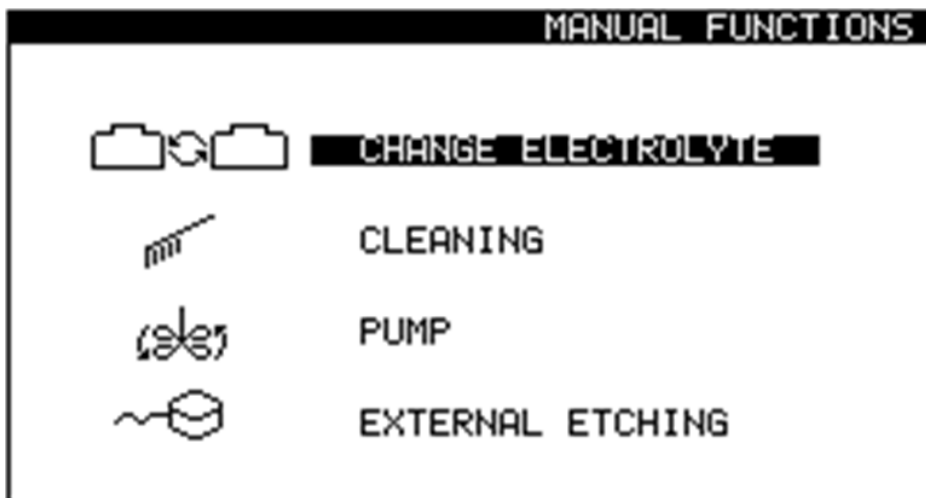 MANUAL FUNCTIONS
CHANGE ELECTROLYTE
CLEANING
PUMP
EXTERNAL ETCHING